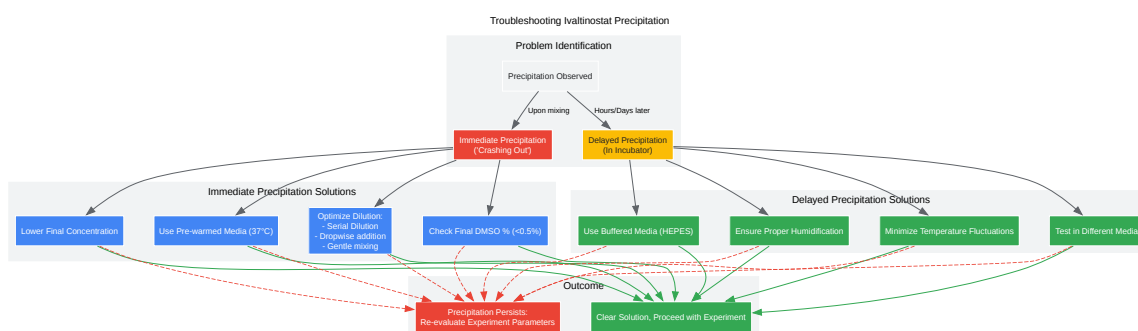 Troubleshooting Ivaltinostat Precipitation
Problem Identification
Precipitation Observed
Upon mixing
Hours/Days later
Immediate Precipitation
('Crashing Out')
Delayed Precipitation
(In Incubator)
Immediate Precipitation Solutions
Delayed Precipitation Solutions
Lower Final Concentration
Use Pre-warmed Media (37°C)
Optimize Dilution:
- Serial Dilution
- Dropwise addition
- Gentle mixing
Check Final DMSO % (<0.5%)
Use Buffered Media (HEPES)
Ensure Proper Humidification
Minimize Temperature Fluctuations
Test in Different Media
Outcome
Precipitation Persists:
Re-evaluate Experiment Parameters
Clear Solution, Proceed with Experiment